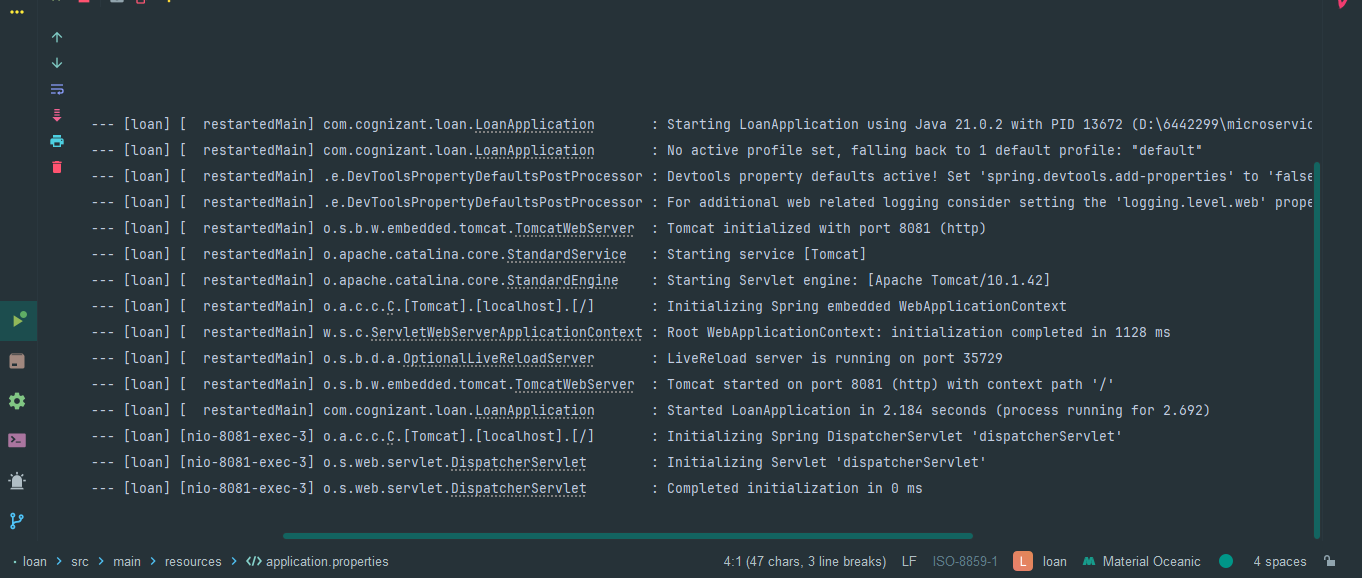 --- [loan] [  restartedMain] com.cognizant.loan.LoanApplication       : Starting LoanApplication using Java 21.0.2 with PID 13672 (D:\6442299\microservic
--- [loan] [  restartedMain] com.cognizant.loan.LoanApplication       : No active profile set, falling back to 1 default profile: "default"
--- [loan] [  restartedMain] .e.DevToolsPropertyDefaultsPostProcessor : Devtools property defaults active! Set 'spring.devtools.add-properties' to 'false
--- [loan] [  restartedMain] .e.DevToolsPropertyDefaultsPostProcessor : For additional web related logging consider setting the 'logging.level.web' prope
--- [loan] [  restartedMain] o.s.b.w.embedded.tomcat.TomcatWebServer  : Tomcat initialized with port 8081 (http)
--- [loan] [  restartedMain] o.apache.catalina.core.StandardService   : Starting service [Tomcat]
--- [loan] [  restartedMain] o.apache.catalina.core.StandardEngine    : Starting Servlet engine: [Apache Tomcat/10.1.42]
--- [loan] [  restartedMain] o.a.c.c.C.[Tomcat].[localhost].[/]       : Initializing Spring embedded WebApplicationContext
--- [loan] [  restartedMain] w.s.c.ServletWebServerApplicationContext : Root WebApplicationContext: initialization completed in 1128 ms
--- [loan] [  restartedMain] o.s.b.d.a.OptionalLiveReloadServer       : LiveReload server is running on port 35729
--- [loan] [  restartedMain] o.s.b.w.embedded.tomcat.TomcatWebServer  : Tomcat started on port 8081 (http) with context path '/'
--- [loan] [  restartedMain] com.cognizant.loan.LoanApplication       : Started LoanApplication in 2.184 seconds (process running for 2.692)
--- [loan] [nio-8081-exec-3] o.a.c.c.C.[Tomcat].[localhost].[/]       : Initializing Spring DispatcherServlet 'dispatcherServlet'
--- [loan] [nio-8081-exec-3] o.s.web.servlet.DispatcherServlet        : Initializing Servlet 'dispatcherServlet'
--- [loan] [nio-8081-exec-3] o.s.web.servlet.DispatcherServlet        : Completed initialization in 0 ms
loan > src > main > resources > </> application.properties 4:1 (47 chars, 3 line breaks) LF ISO-8859-1 L loan Material Oceanic 4 spaces